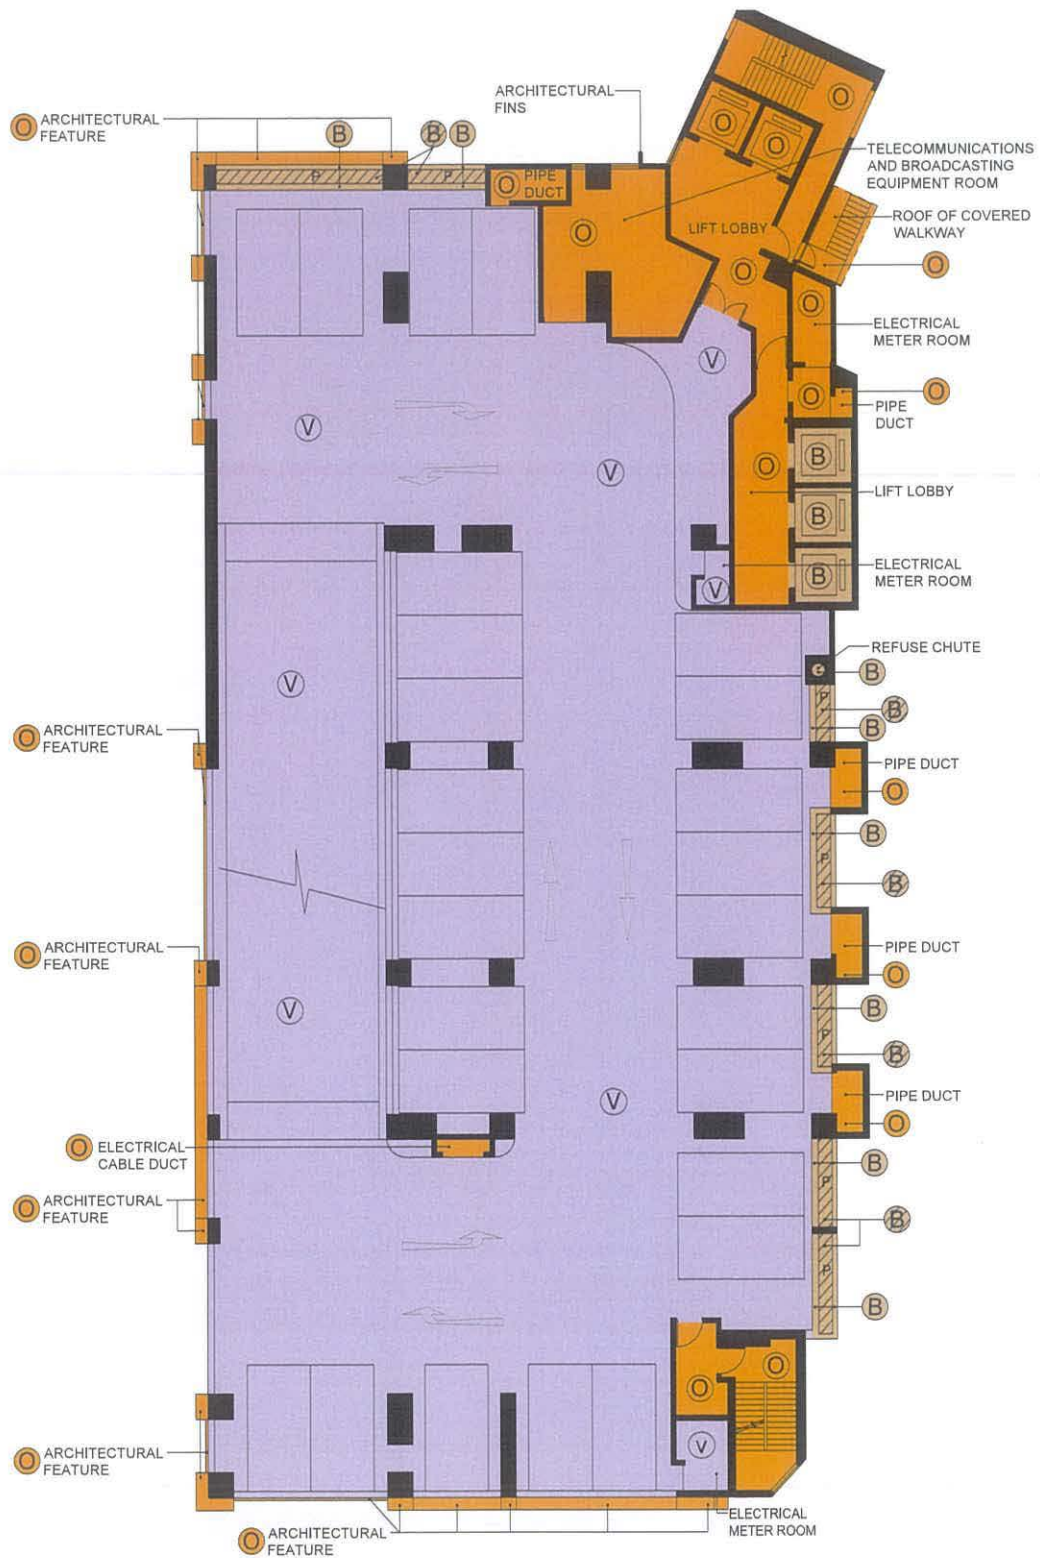 ARCHITECTURAL
FINS
O ARCHITECTURAL
FEATURE
B B B
P P
O PIPE
DUCT
O
O
O
O
TELECOMMUNICATIONS
AND BROADCASTING
EQUIPMENT ROOM
ROOF OF COVERED
WALKWAY
O
LIFT LOBBY
O
O
ELECTRICAL
METER ROOM
V
O
O
PIPE
DUCT
V
V
O
B
LIFT LOBBY
B
ELECTRICAL
METER ROOM
V
B
REFUSE CHUTE
B
V
P
B
B
O ARCHITECTURAL
FEATURE
PIPE DUCT
O
B
P
B
O ARCHITECTURAL
FEATURE
PIPE DUCT
O
V
B
P
B
V
PIPE DUCT
O
O ELECTRICAL
CABLE DUCT
B
P
O ARCHITECTURAL
FEATURE
B
P
B
O
O
V
O ARCHITECTURAL
FEATURE
ELECTRICAL
METER ROOM
O ARCHITECTURAL
FEATURE